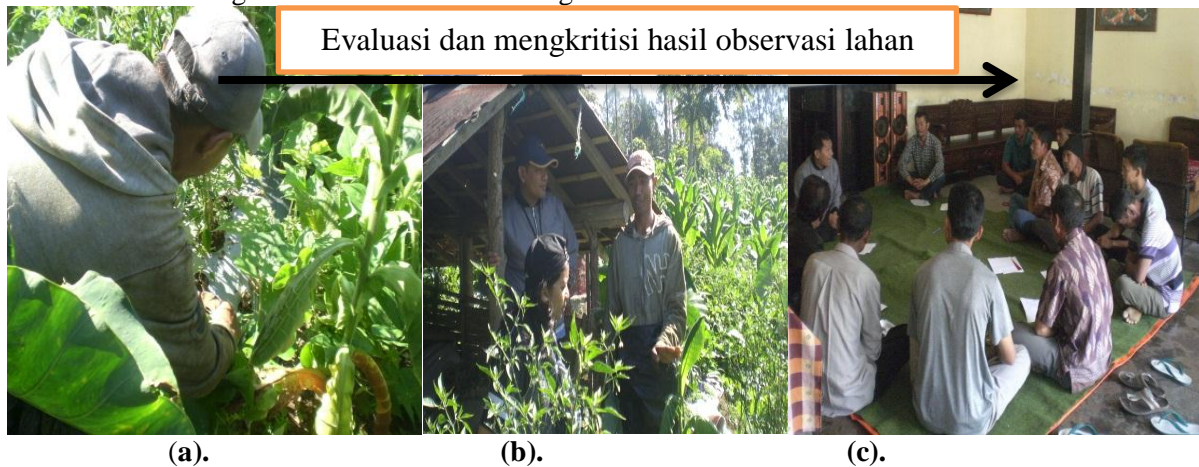 Evaluasi dan mengkritisi hasil observasi lahan
(a). (b). (c).